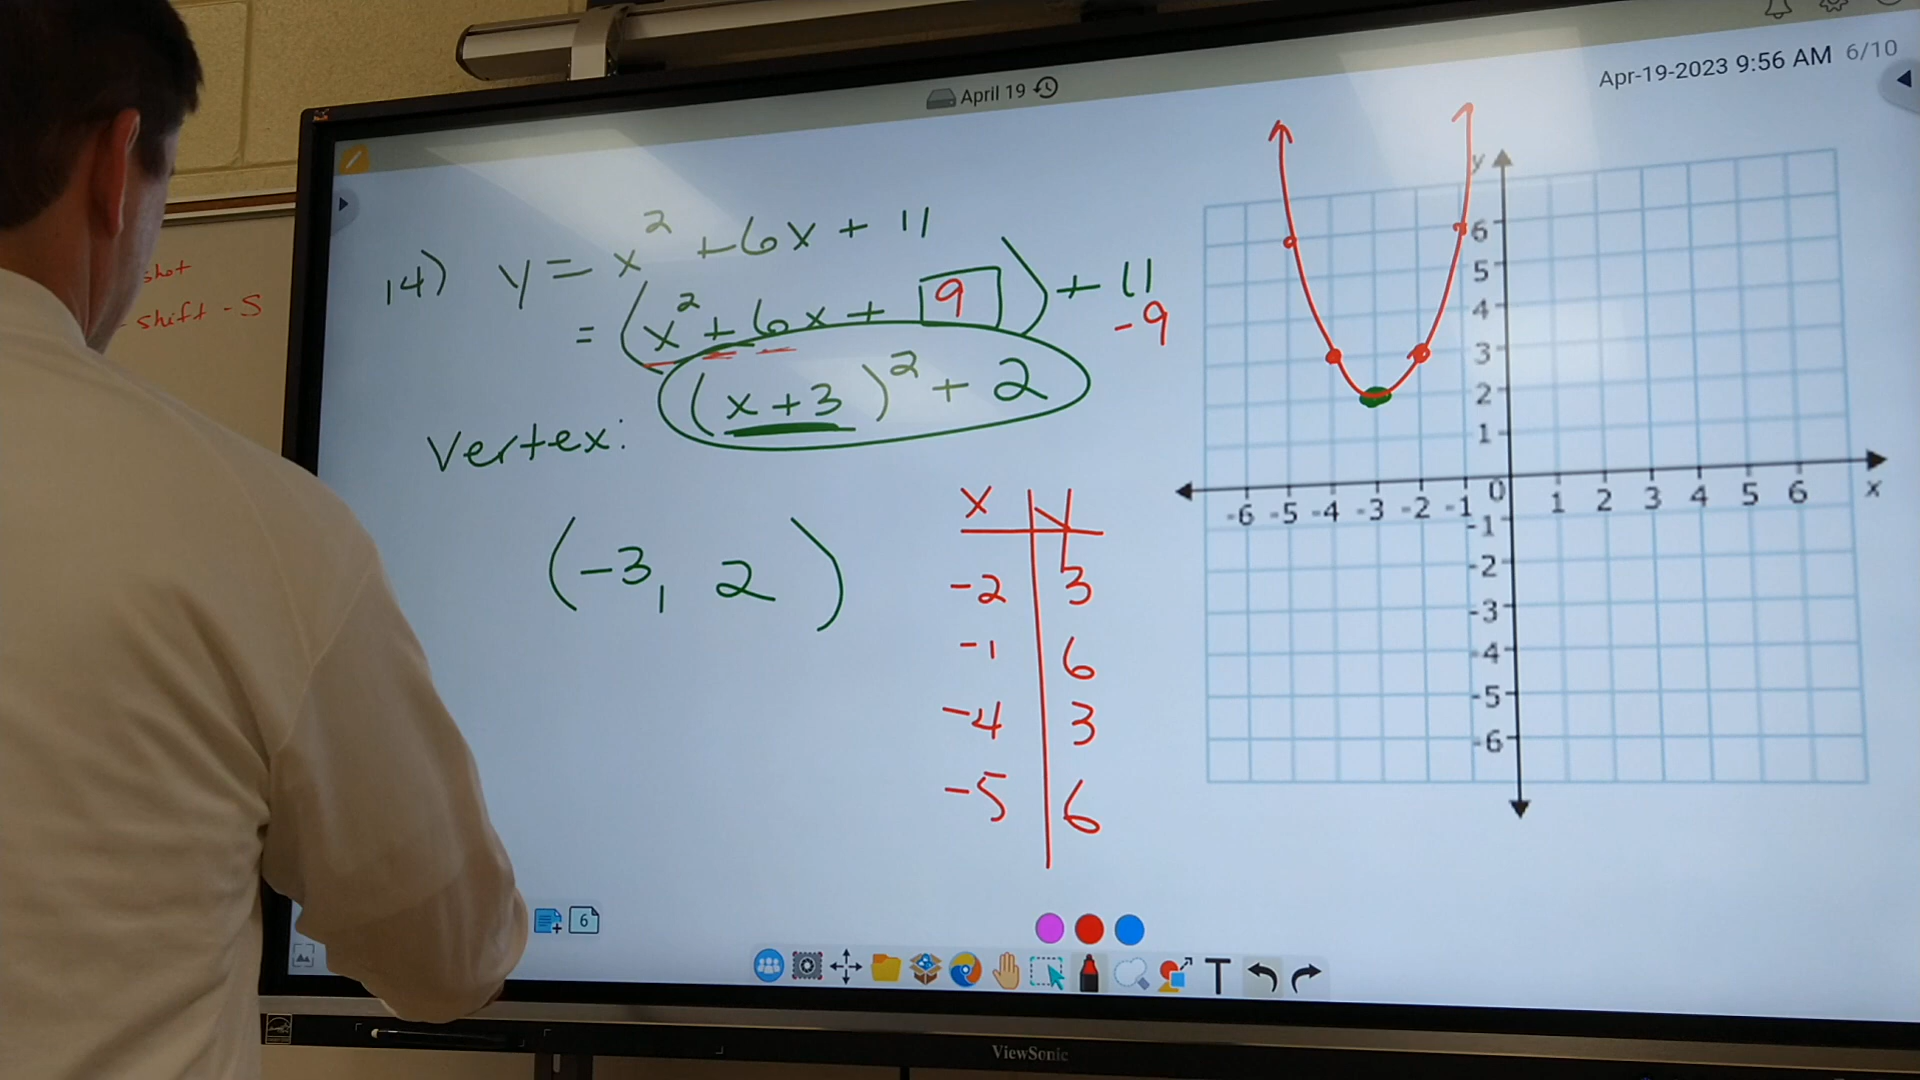 April 19
Apr-19-2023 9:56 AM 6/10
shot
shift - S
14) y = x² + 6x + 11
= (x² + 6x + 9) + 11
-9
(x+3)² + 2
Vertex:
(-3, 2)
x y
-2 3
-1 6
-4 3
-5 6
y
6
5
4
3
2
1
-6 -5 -4 -3 -2 -1 0 1 2 3 4 5 6 x
-1
-2
-3
-4
-5
-6
6
T
ViewSonic